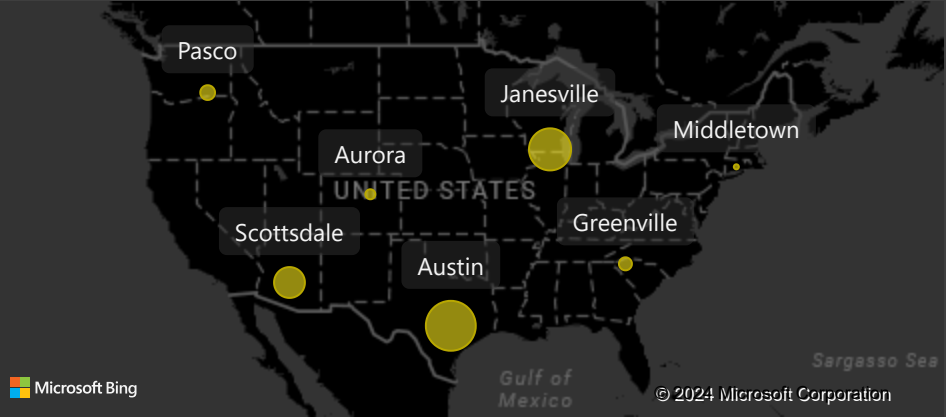 Pasco
Janesville
Middletown
Aurora
UNITED STATES
Greenville
Scottsdale
Austin
Sargasso Sea
Gulf of
Mexico
Microsoft Bing
© 2024 Microsoft Corporation